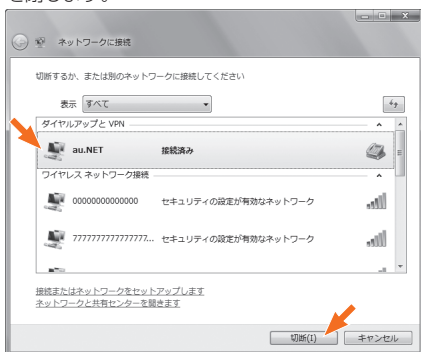 を閉じます。
ネットワークに接続
切断するか、または別のネットワークに接続してください
表示 すべて
ダイヤルアップと VPN
au.NET 接続済み
ワイヤレス ネットワーク接続
00000000000000 セキュリティの設定が有効なネットワーク
77777777777777... セキュリティの設定が有効なネットワーク
接続またはネットワークをセットアップします
ネットワークと共有センターを開きます
切断(I) キャンセル